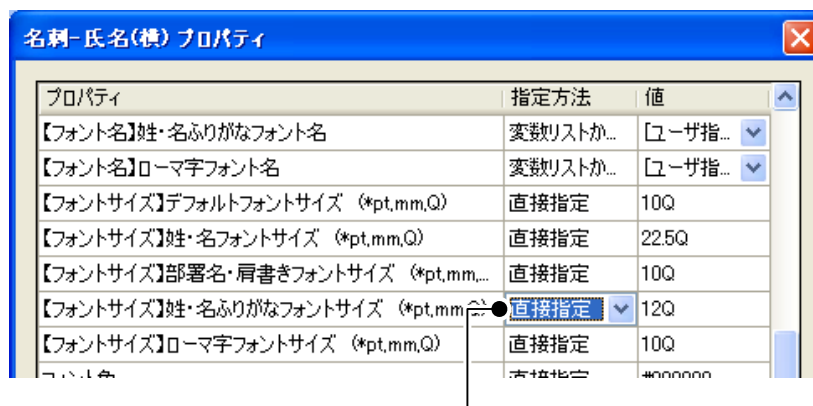 名刺-氏名(横) プロパティ
プロパティ 指定方法 値
【フォント名】姓・名ふりがなフォント名 変数リストか... [ユーザ指...
【フォント名】ローマ字フォント名 変数リストか... [ユーザ指...
【フォントサイズ】デフォルトフォントサイズ (*pt,mm,Q) 直接指定 10Q
【フォントサイズ】姓・名フォントサイズ (*pt,mm,Q) 直接指定 22.5Q
【フォントサイズ】部署名・肩書きフォントサイズ (*pt,mm,... 直接指定 10Q
【フォントサイズ】姓・名ふりがなフォントサイズ (*pt,mm,Q) 直接指定 12Q
【フォントサイズ】ローマ字フォントサイズ (*pt,mm,Q) 直接指定 10Q